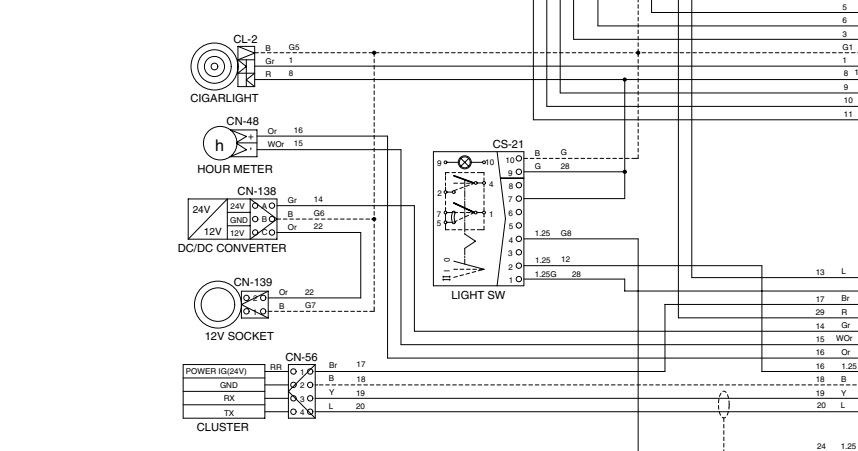 5
6
3
CL-2
B G5 G1
Gr 1 1
R 8 8 1
9
CIGARLIGHT
10
11
CN-48
Or 16
h + -
WOr 15
HOUR METER
CS-21
9 10 10 B G
9 G 28
4 8
2 7
7 1 6
5 5
4 1.25 G8
3
0 I II
2 1.25 12
1 1.25G 28
LIGHT SW
CN-138
24V 24V A Gr 14
GND B B G6
12V 12V C Or 22
DC/DC CONVERTER
13 L
CN-139
2 Or 22
1 B G7
12V SOCKET
17 Br
29 R
14 Gr
15 WOr
16 Or
16 1.25
18 B
19 Y
20 L
CN-56
POWER IG(24V) RR 1 Br 17
GND 2 B 18
RX 3 Y 19
TX 4 L 20
CLUSTER
24 1.25